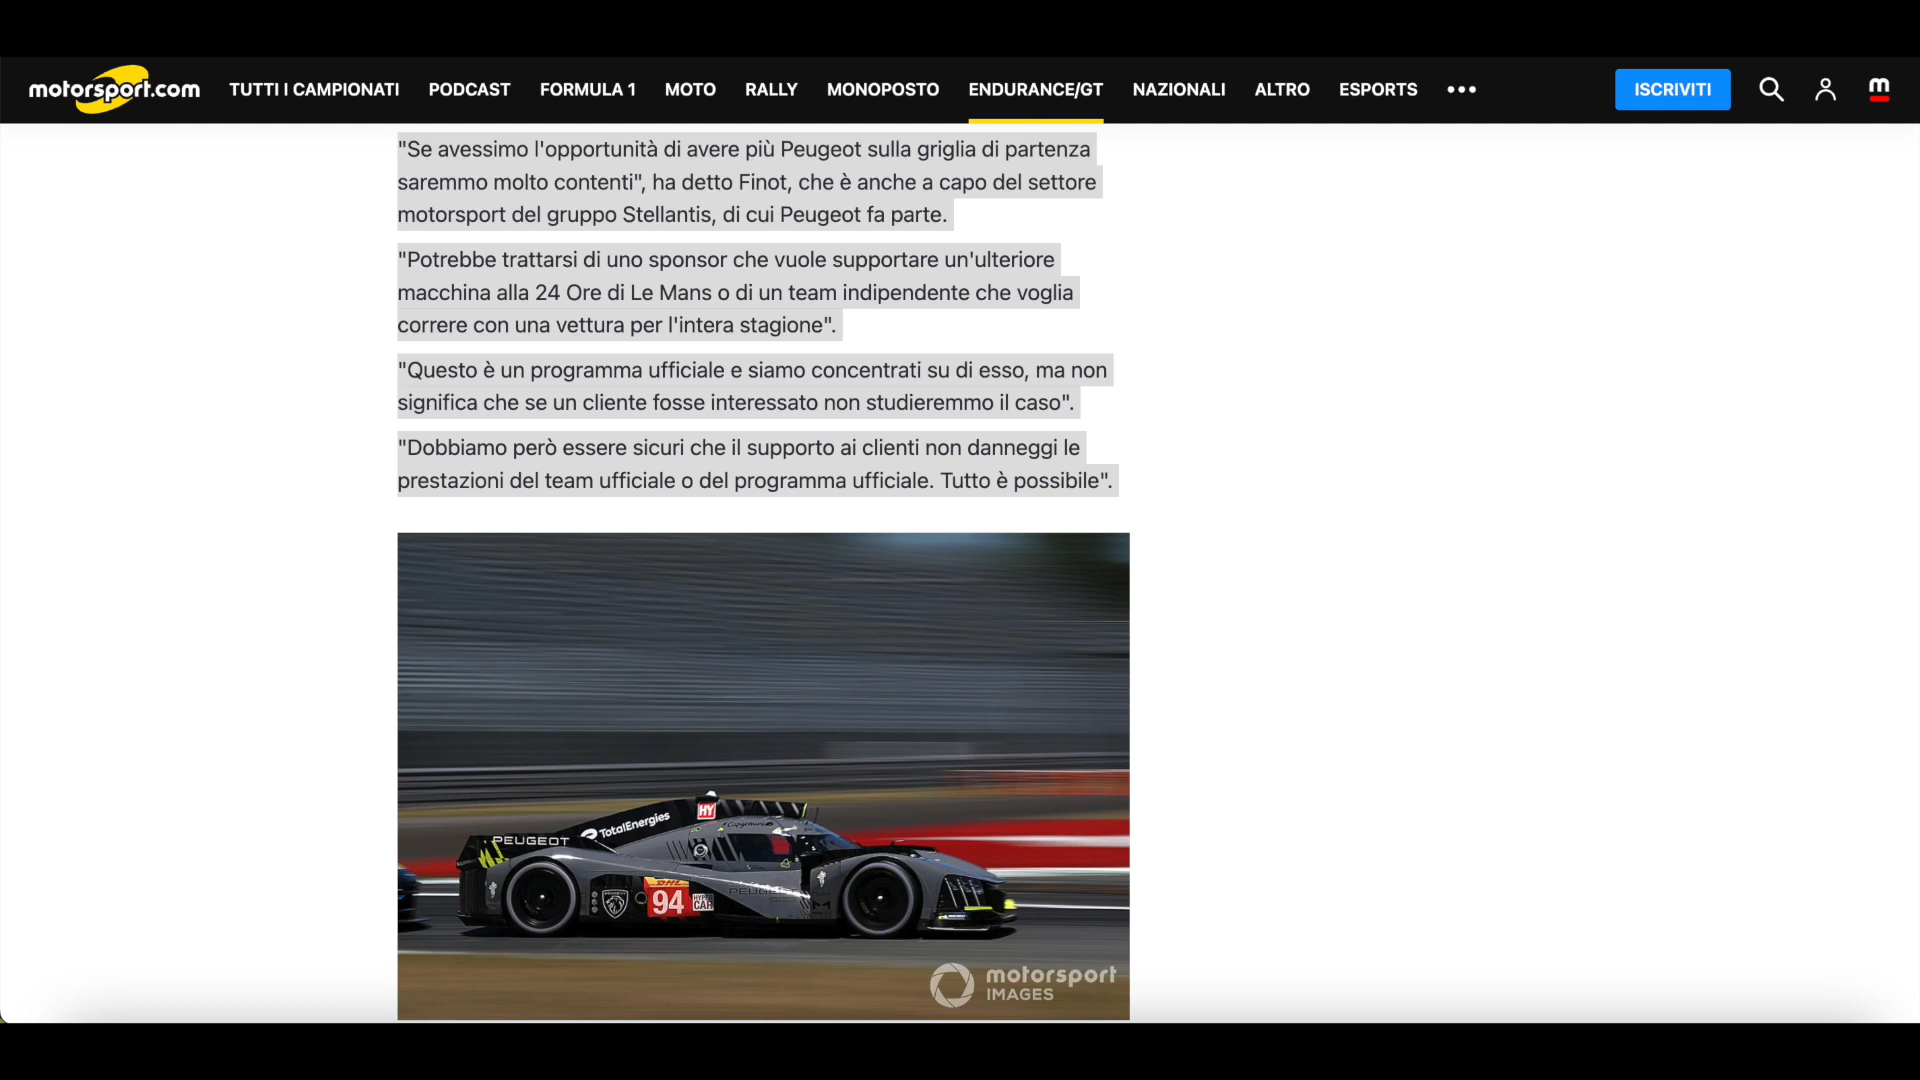 motorsport.com
TUTTI I CAMPIONATI PODCAST FORMULA 1 MOTO RALLY MONOPOSTO ENDURANCE/GT NAZIONALI ALTRO ESPORTS ••• ISCRIVITI m
"Se avessimo l'opportunità di avere più Peugeot sulla griglia di partenza
saremmo molto contenti", ha detto Finot, che è anche a capo del settore
motorsport del gruppo Stellantis, di cui Peugeot fa parte.
"Potrebbe trattarsi di uno sponsor che vuole supportare un'ulteriore
macchina alla 24 Ore di Le Mans o di un team indipendente che voglia
correre con una vettura per l'intera stagione".
"Questo è un programma ufficiale e siamo concentrati su di esso, ma non
significa che se un cliente fosse interessato non studieremmo il caso".
"Dobbiamo però essere sicuri che il supporto ai clienti non danneggi le
prestazioni del team ufficiale o del programma ufficiale. Tutto è possibile".
HY
TotalEnergies
Capgemini
PEUGEOT
PEUGEOT
DHL
94
HYPER
CAR
motorsport
IMAGES